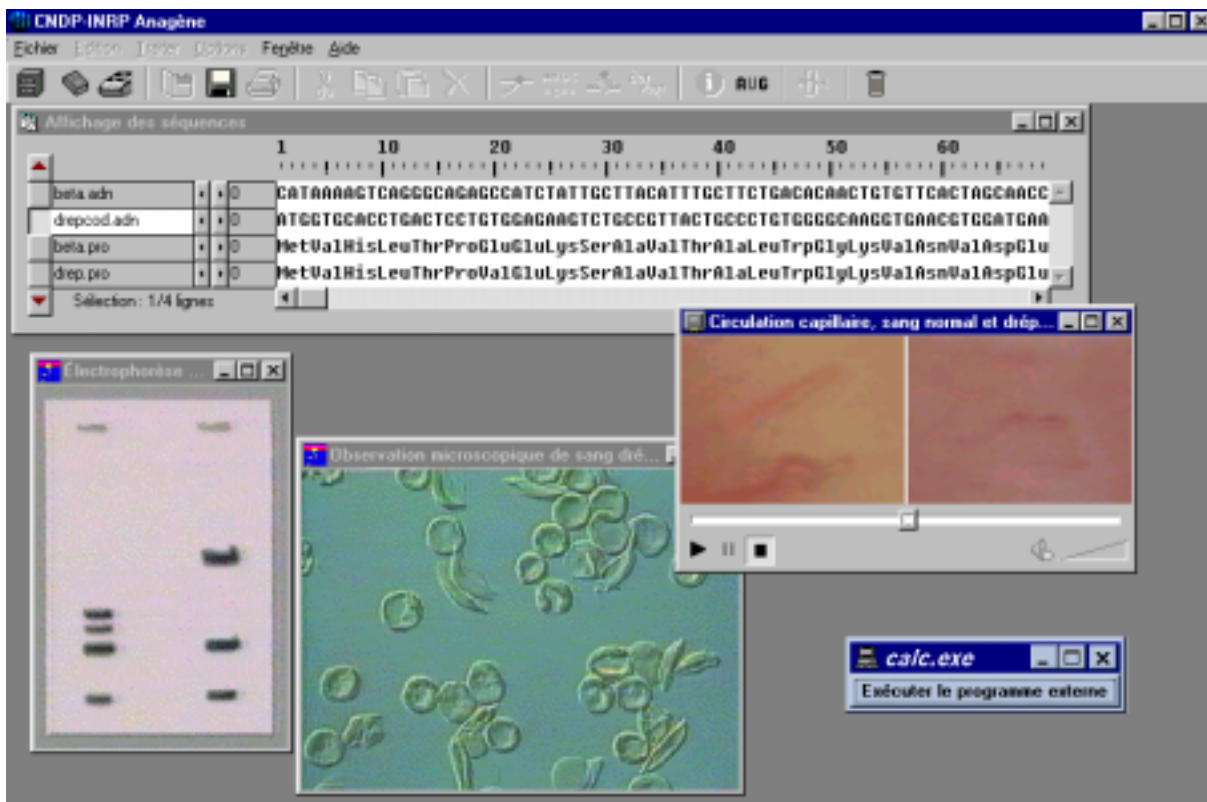 CNDP-INRP Anagène
Fichier Edition Traiter Options Fenêtre Aide
AUG
Affichage des séquences
1 10 20 30 40 50 60
beta.adn 0 CATAAAAGTCAGGGCAGAGCCATCTATTGCTTACATTTGCTTCTGACACAACTGTGTTCACTAGCAACC
drepcod.adn 0 ATGGTGCACCTGACTCCTGTGGAGAAGTCTGCCGTTACTGCCCTGTGGGGCAAGGTGAACGTGGATGAA
beta.pro 0 MetValHisLeuThrProGluGluLysSerAlaValThrAlaLeuTrpGlyLysValAsnValAspGlu
drep.pro 0 MetValHisLeuThrProValGluLysSerAlaValThrAlaLeuTrpGlyLysValAsnValAspGlu
Sélection : 1/4 lignes
Circulation capillaire, sang normal et drép...
Électrophorèse ...
Observation microscopique de sang dré...
calc.exe
Exécuter le programme externe